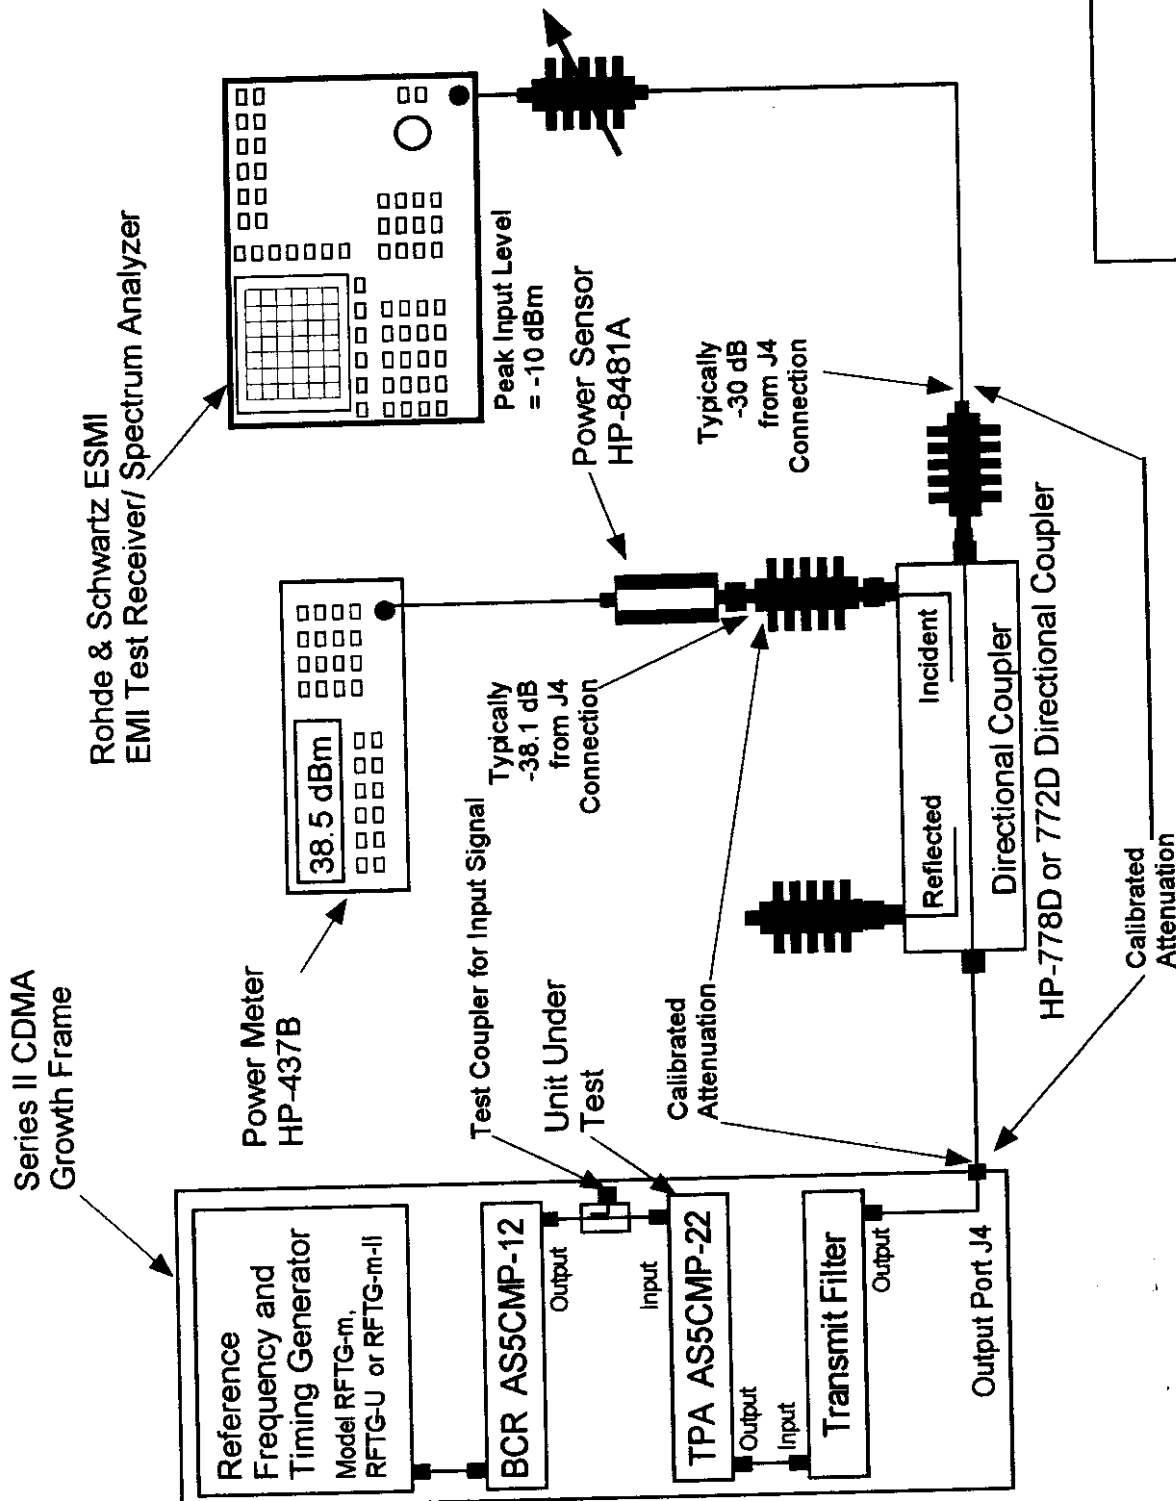 Series II CDMA
Growth Frame
Reference
Frequency and
Timing Generator
Model RFTG-m,
RFTG-U or RFTG-m-II
BCR AS5CMP-12
Output
Input
TPA AS5CMP-22
Output
Input
Transmit Filter
Output
Output Port J4
Power Meter
HP-437B
38.5 dBm
Test Coupler for Input Signal
Unit Under
Test
Calibrated
Attenuation
Typically
-38.1 dB
from J4
Connection
Rohde & Schwartz ESMI
EMI Test Receiver/ Spectrum Analyzer
Peak Input Level
= -10 dBm
Power Sensor
HP-8481A
Typically
-30 dB
from J4
Connection
Reflected
Incident
Directional Coupler
HP-778D or 772D Directional Coupler
Calibrated
Attenuation